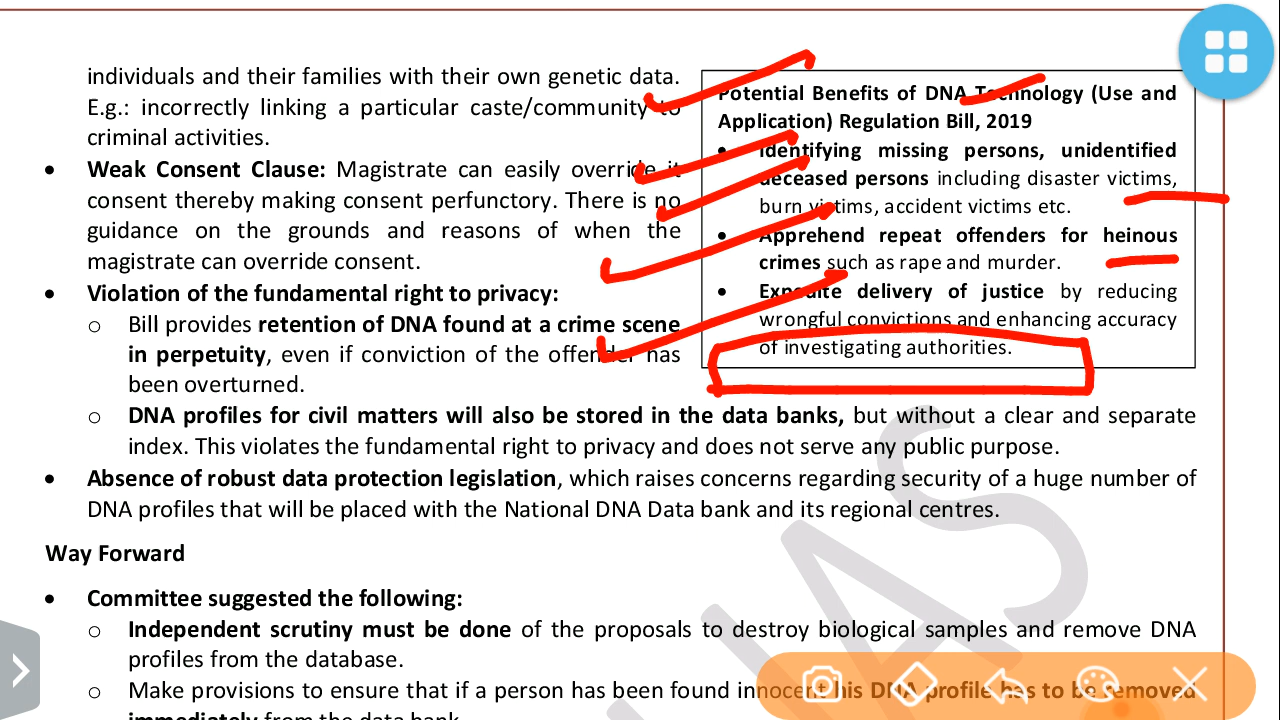 individuals and their families with their own genetic data.
E.g.: incorrectly linking a particular caste/community to
criminal activities.
• Weak Consent Clause: Magistrate can easily override it
consent thereby making consent perfunctory. There is no
guidance on the grounds and reasons of when the
magistrate can override consent.
• Violation of the fundamental right to privacy:
o Bill provides retention of DNA found at a crime scene
in perpetuity, even if conviction of the offender has
been overturned.
Potential Benefits of DNA Technology (Use and
Application) Regulation Bill, 2019
• Identifying missing persons, unidentified
deceased persons including disaster victims,
burn victims, accident victims etc.
• Apprehend repeat offenders for heinous
crimes such as rape and murder.
• Expedite delivery of justice by reducing
wrongful convictions and enhancing accuracy
of investigating authorities.
o DNA profiles for civil matters will also be stored in the data banks, but without a clear and separate
index. This violates the fundamental right to privacy and does not serve any public purpose.
• Absence of robust data protection legislation, which raises concerns regarding security of a huge number of
DNA profiles that will be placed with the National DNA Data bank and its regional centres.
Way Forward
• Committee suggested the following:
o Independent scrutiny must be done of the proposals to destroy biological samples and remove DNA
profiles from the database.
o Make provisions to ensure that if a person has been found innocent his DNA profile has to be removed
immediately from the data bank
IAS